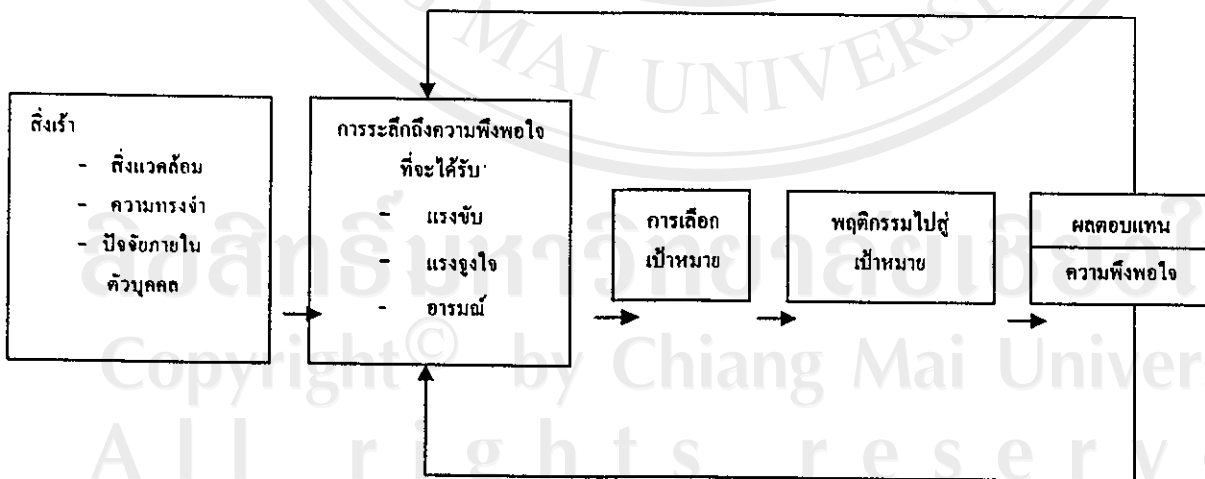 MAI UNIVERS
สิ่งเร้า
- สิ่งแวดล้อม
- ความทรงจำ
- ปัจจัยภายใน
ตัวบุคคล
การระลึกถึงความพึงพอใจ
ที่จะได้รับ
- แรงขับ
- แรงจูงใจ
- อารมณ์
การเลือก
เป้าหมาย
พฤติกรรมไปสู่
เป้าหมาย
ผลตอบแทน
ความพึงพอใจ
ลิขสิทธิ์มหาวิทยาลัยเชียงใ
Copyright© by Chiang Mai Univer
All rights reserv